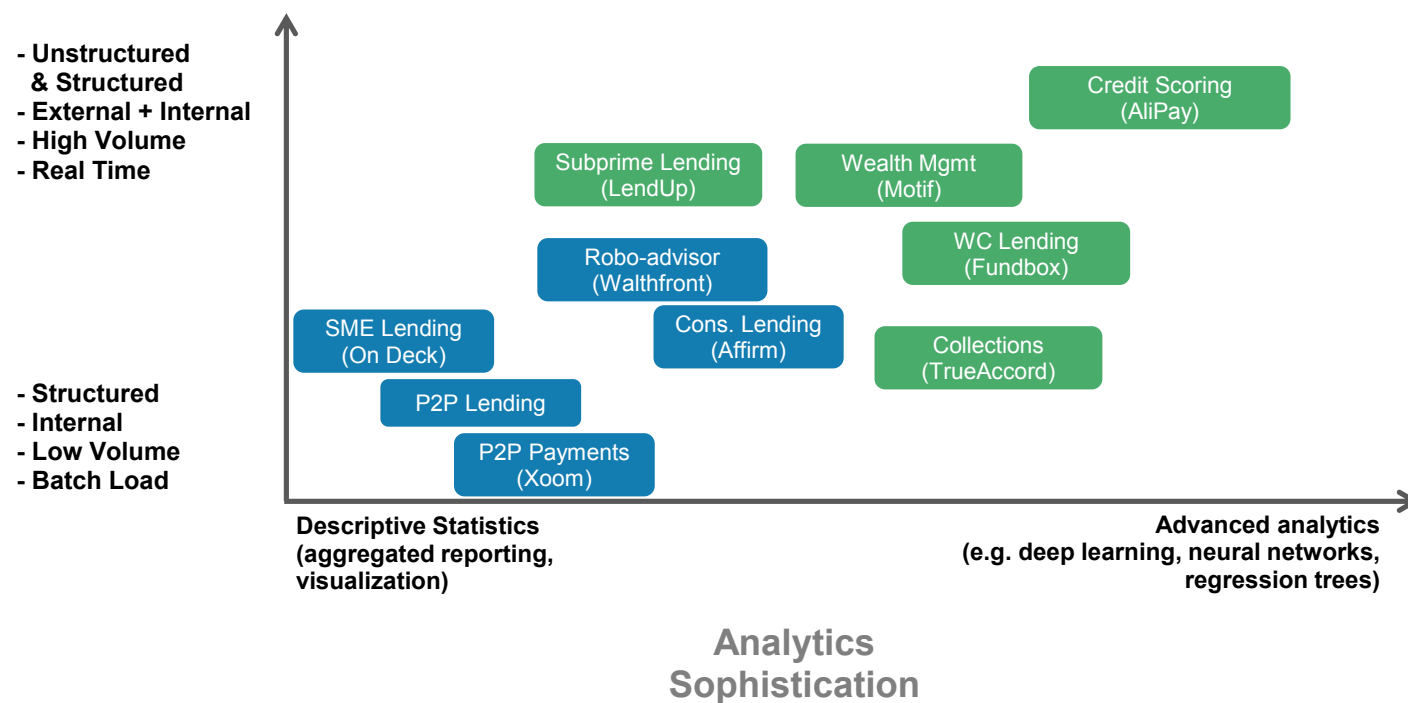 - Unstructured
& Structured
- External + Internal
- High Volume
- Real Time
Credit Scoring
(AliPay)
Subprime Lending
(LendUp)
Wealth Mgmt
(Motif)
WC Lending
(Fundbox)
Robo-advisor
(Walthfront)
SME Lending
(On Deck)
Cons. Lending
(Affirm)
Collections
(TrueAccord)
P2P Lending
P2P Payments
(Xoom)
- Structured
- Internal
- Low Volume
- Batch Load
Descriptive Statistics
(aggregated reporting,
visualization)
Advanced analytics
(e.g. deep learning, neural networks,
regression trees)
Analytics
Sophistication